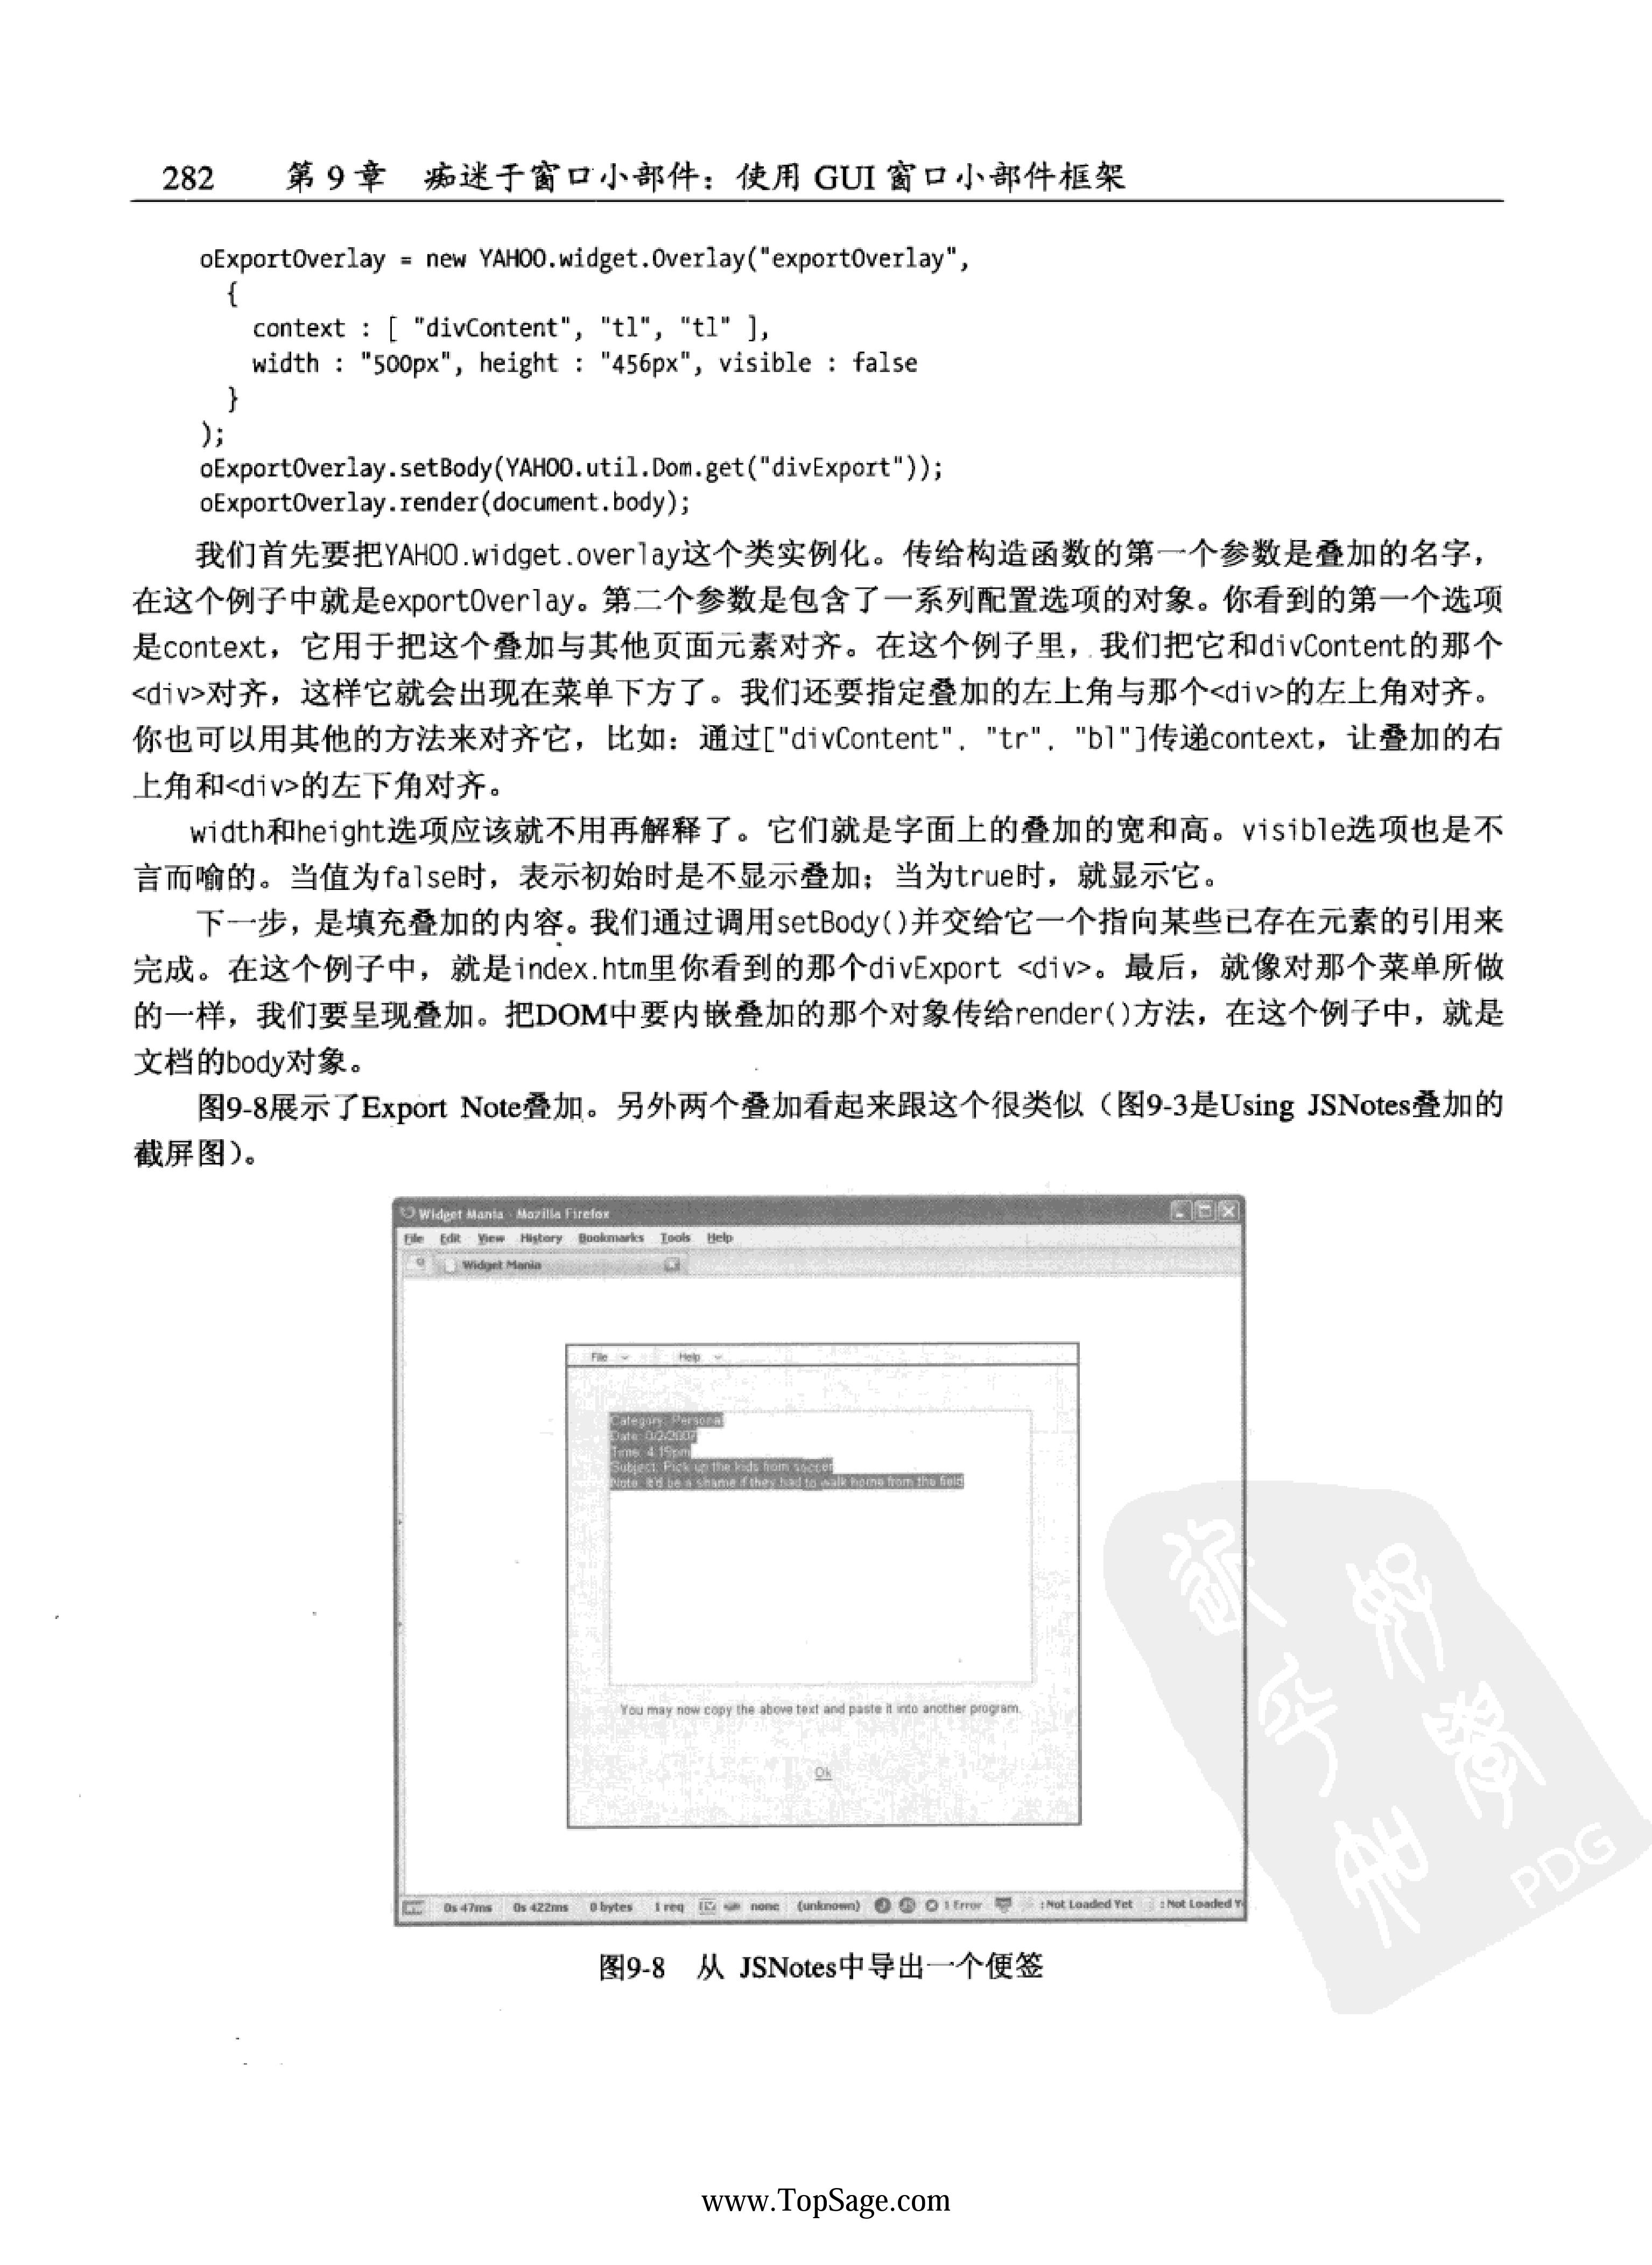 282 第9章 痴迷于窗口小部件：使用 GUI 窗口小部件框架
oExportOverlay = new YAHOO.widget.Overlay("exportOverlay",
{
context : [ "divContent", "tl", "tl" ],
width : "500px", height : "456px", visible : false
}
);
oExportOverlay.setBody(YAHOO.util.Dom.get("divExport"));
oExportOverlay.render(document.body);
我们首先要把YAHOO.widget.overlay这个类实例化。传给构造函数的第一个参数是叠加的名字，
在这个例子中就是exportOverlay。第二个参数是包含了一系列配置选项的对象。你看到的第一个选项
是context，它用于把这个叠加与其他页面元素对齐。在这个例子里，我们把它和divContent的那个
<div>对齐，这样它就会出现在菜单下方了。我们还要指定叠加的左上角与那个<div>的左上角对齐。
你也可以用其他的方法来对齐它，比如：通过["divContent", "tr", "bl"]传递context，让叠加的右
上角和<div>的左下角对齐。
width和height选项应该就不用再解释了。它们就是字面上的叠加的宽和高。visible选项也是不
言而喻的。当值为false时，表示初始时是不显示叠加；当为true时，就显示它。
下一步，是填充叠加的内容。我们通过调用setBody()并交给它一个指向某些已存在元素的引用来
完成。在这个例子中，就是index.htm里你看到的那个divExport <div>。最后，就像对那个菜单所做
的一样，我们要呈现叠加。把DOM中要内嵌叠加的那个对象传给render()方法，在这个例子中，就是
文档的body对象。
图9-8展示了Export Note叠加。另外两个叠加看起来跟这个很类似（图9-3是Using JSNotes叠加的
截屏图）。
Widget Mania - Mozilla Firefox
File Edit View History Bookmarks Tools Help
Widget Mania
File Help
Category: Personal
Date: 0/2/2007
Time: 4:19pm
Subject: Pick up the kids from soccer
Note: It'd be a shame if they had to walk home from the field
You may now copy the above text and paste it into another program.
Ok
0s 47ms 0s 422ms 0 bytes 1 req none (unknown) 1 Error : Not Loaded Yet : Not Loaded Y
图9-8 从 JSNotes中导出一个便签
PDG
www.TopSage.com